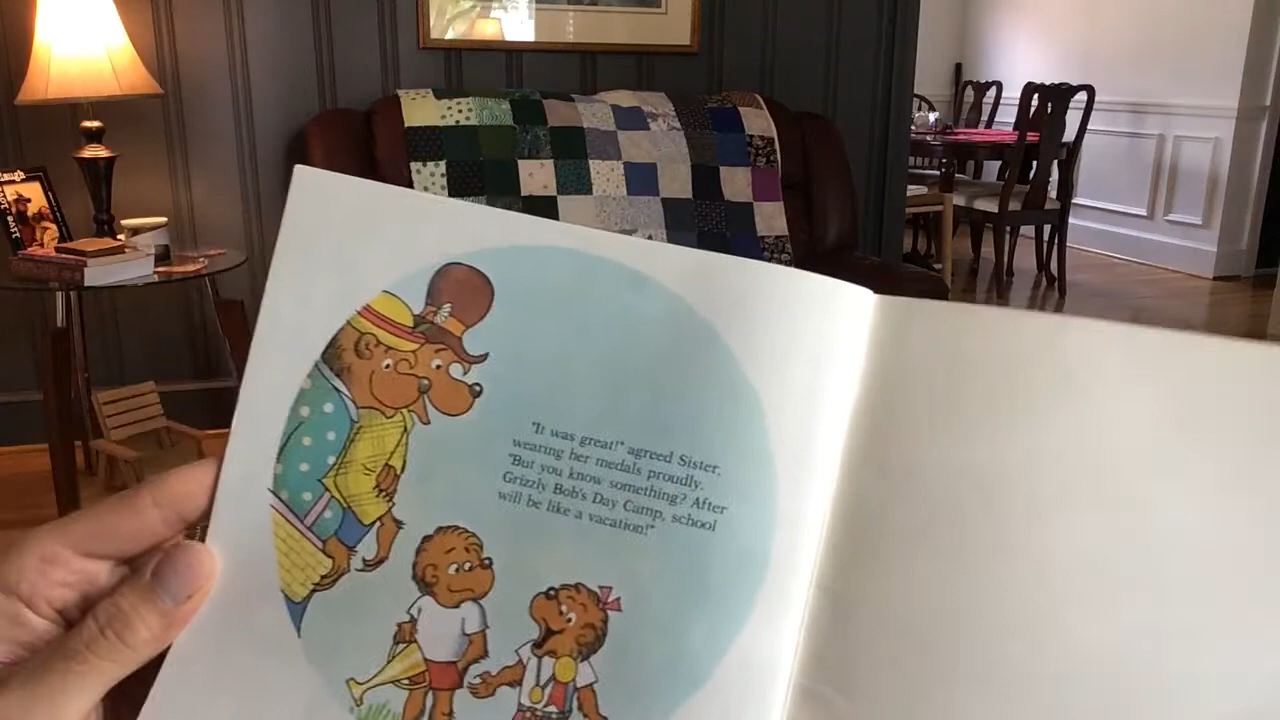 "It was great!" agreed Sister,
wearing her medals proudly.
"But you know something? After
Grizzly Bob's Day Camp, school
will be like a vacation!"